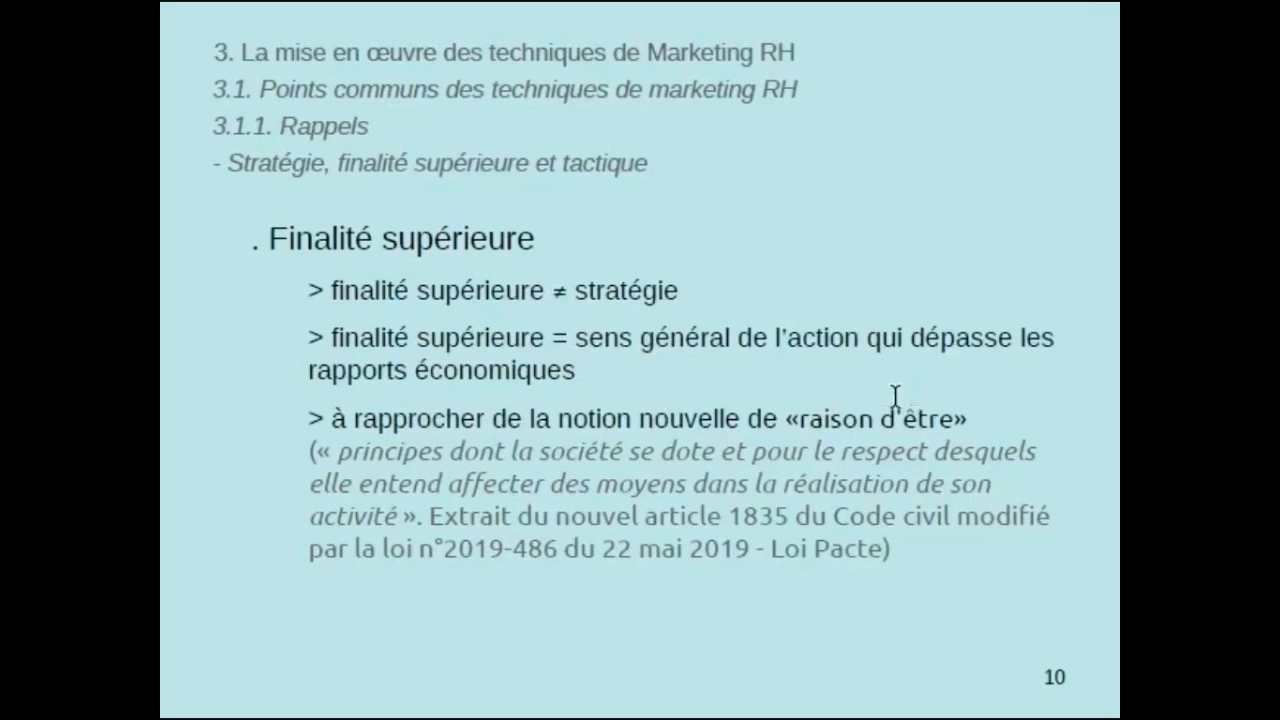 3. La mise en œuvre des techniques de Marketing RH
3.1. Points communs des techniques de marketing RH
3.1.1. Rappels
- Stratégie, finalité supérieure et tactique
. Finalité supérieure
> finalité supérieure ≠ stratégie
> finalité supérieure = sens général de l’action qui dépasse les
rapports économiques
> à rapprocher de la notion nouvelle de «raison d'être»
(« principes dont la société se dote et pour le respect desquels
elle entend affecter des moyens dans la réalisation de son
activité ». Extrait du nouvel article 1835 du Code civil modifié
par la loi n°2019-486 du 22 mai 2019 - Loi Pacte)
10